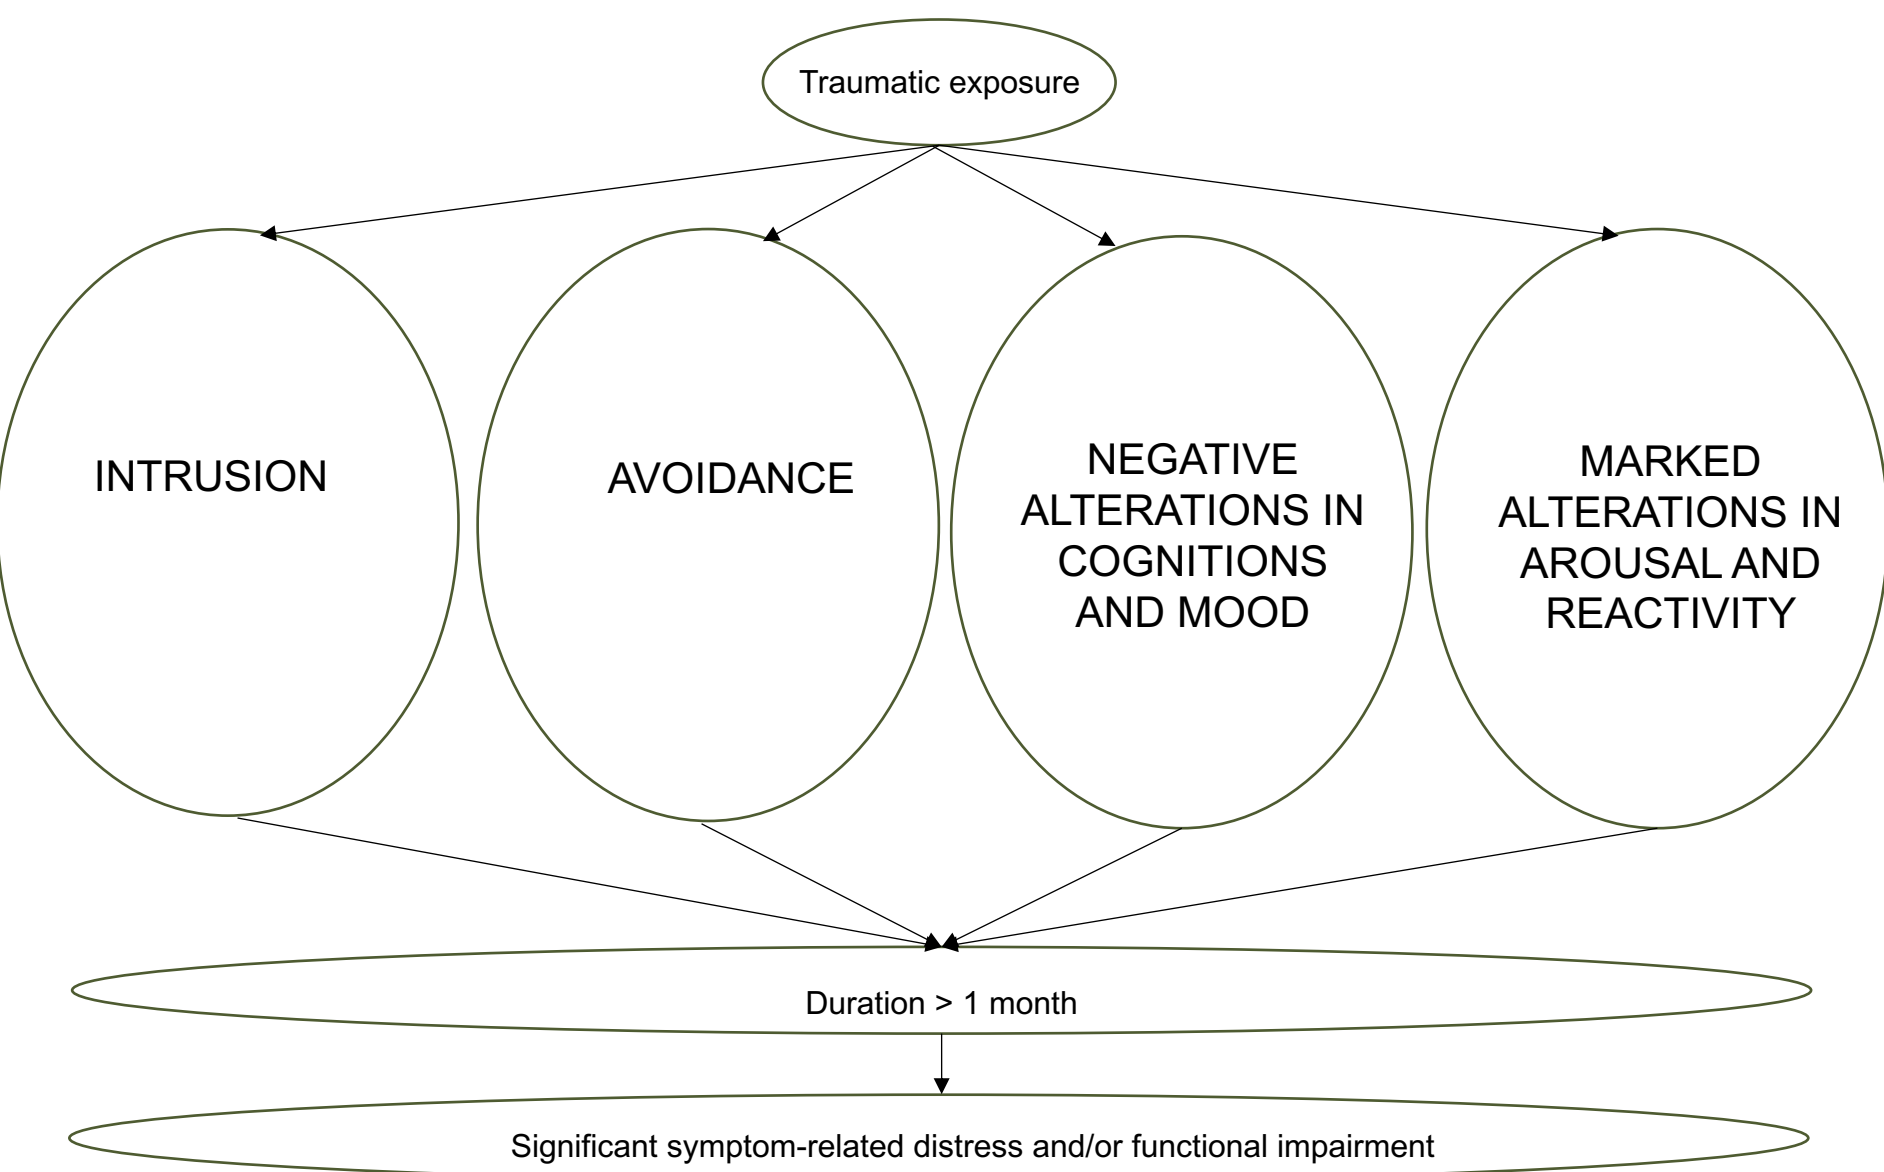 Traumatic exposure
INTRUSION
AVOIDANCE
NEGATIVE
ALTERATIONS IN
COGNITIONS
AND MOOD
MARKED
ALTERATIONS IN
AROUSAL AND
REACTIVITY
Duration > 1 month
Significant symptom-related distress and/or functional impairment